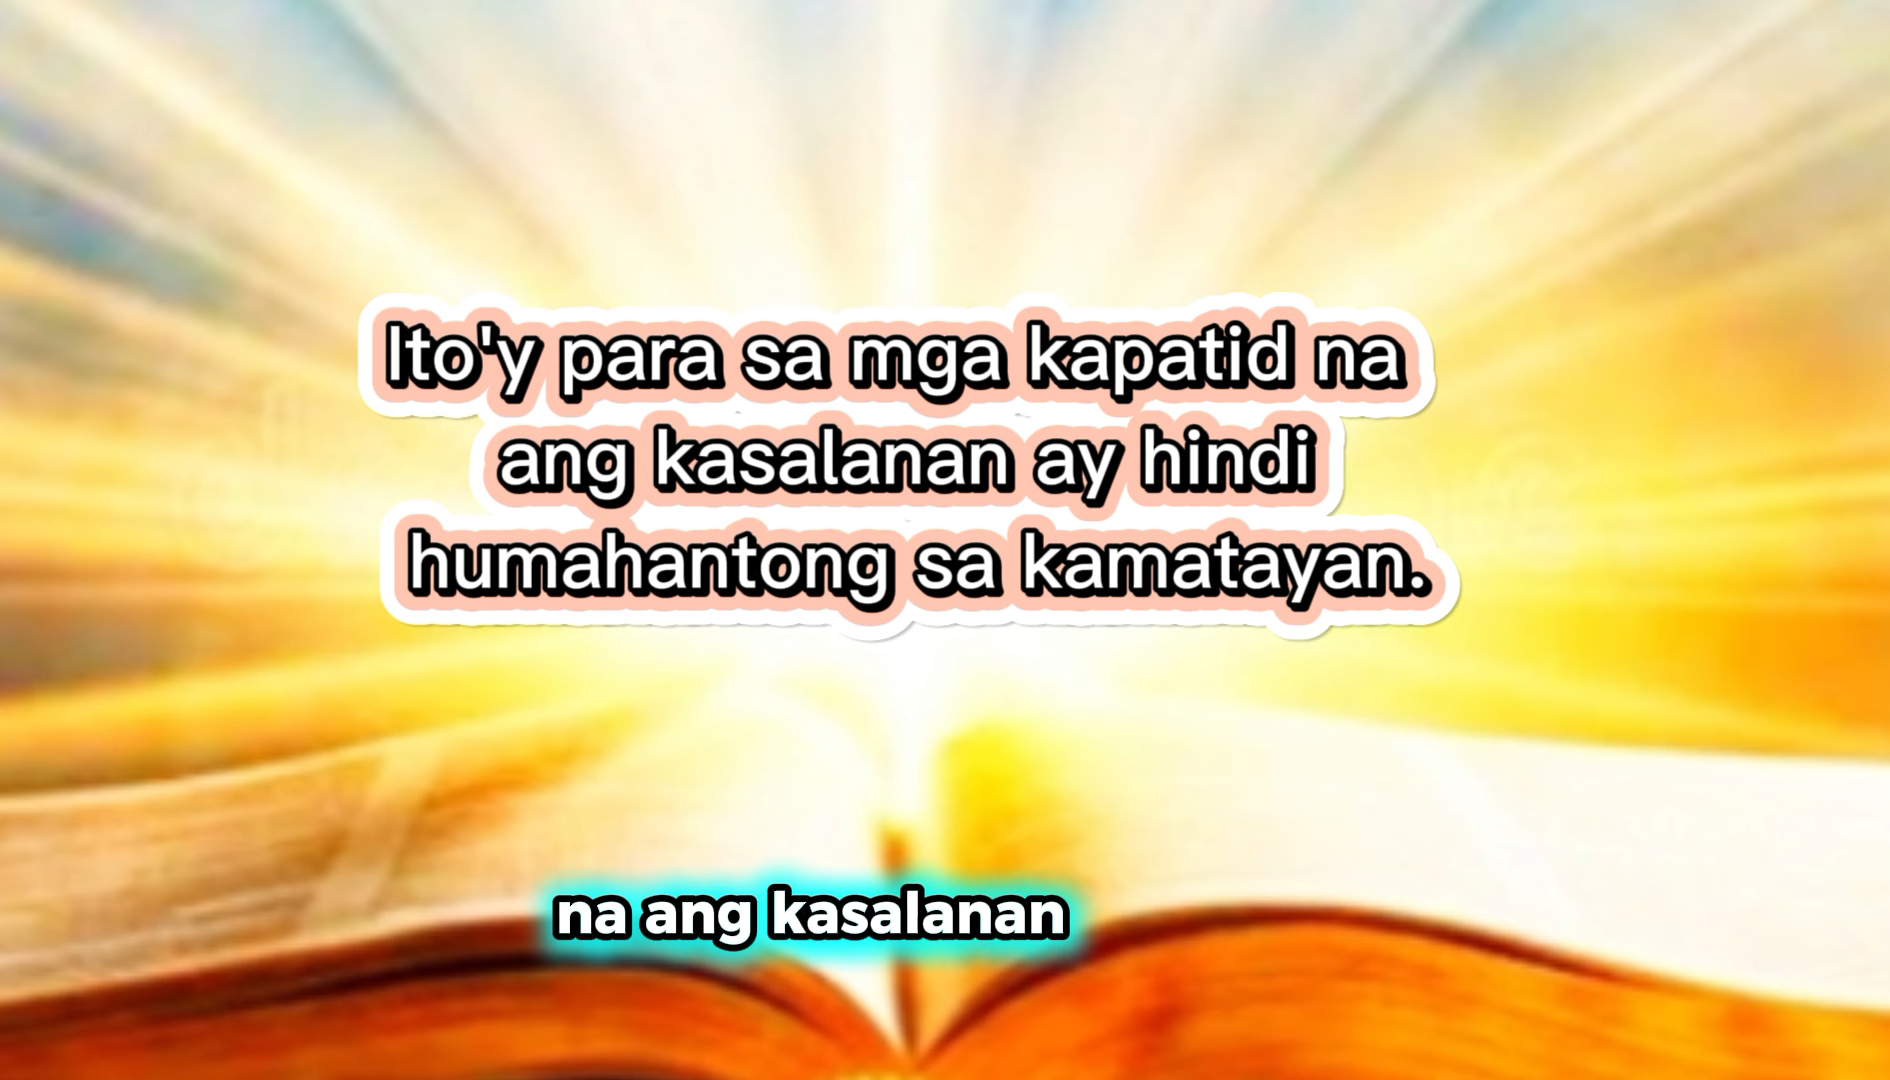 Ito'y para sa mga kapatid na
ang kasalanan ay hindi
humahantong sa kamatayan.
na ang kasalanan